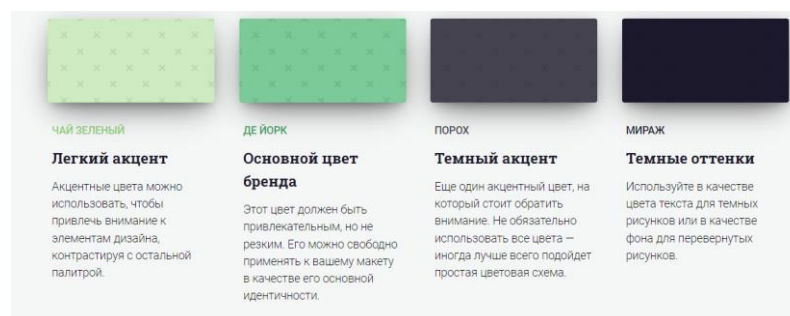 ЧАЙ ЗЕЛЕНЫЙ
Легкий акцент
Акцентные цвета можно
использовать, чтобы
привлечь внимание к
элементам дизайна,
контрастируя с остальной
палитрой.
ДЕ ЙОРК
Основной цвет
бренда
Этот цвет должен быть
привлекательным, но не
резким. Его можно свободно
применять к вашему макету
в качестве его основной
идентичности.
ПОРОХ
Темный акцент
Еще один акцентный цвет, на
который стоит обратить
внимание. Не обязательно
использовать все цвета —
иногда лучше всего подойдет
простая цветовая схема.
МИРАЖ
Темные оттенки
Используйте в качестве
цвета текста для темных
рисунков или в качестве
фона для перевернутых
рисунков.